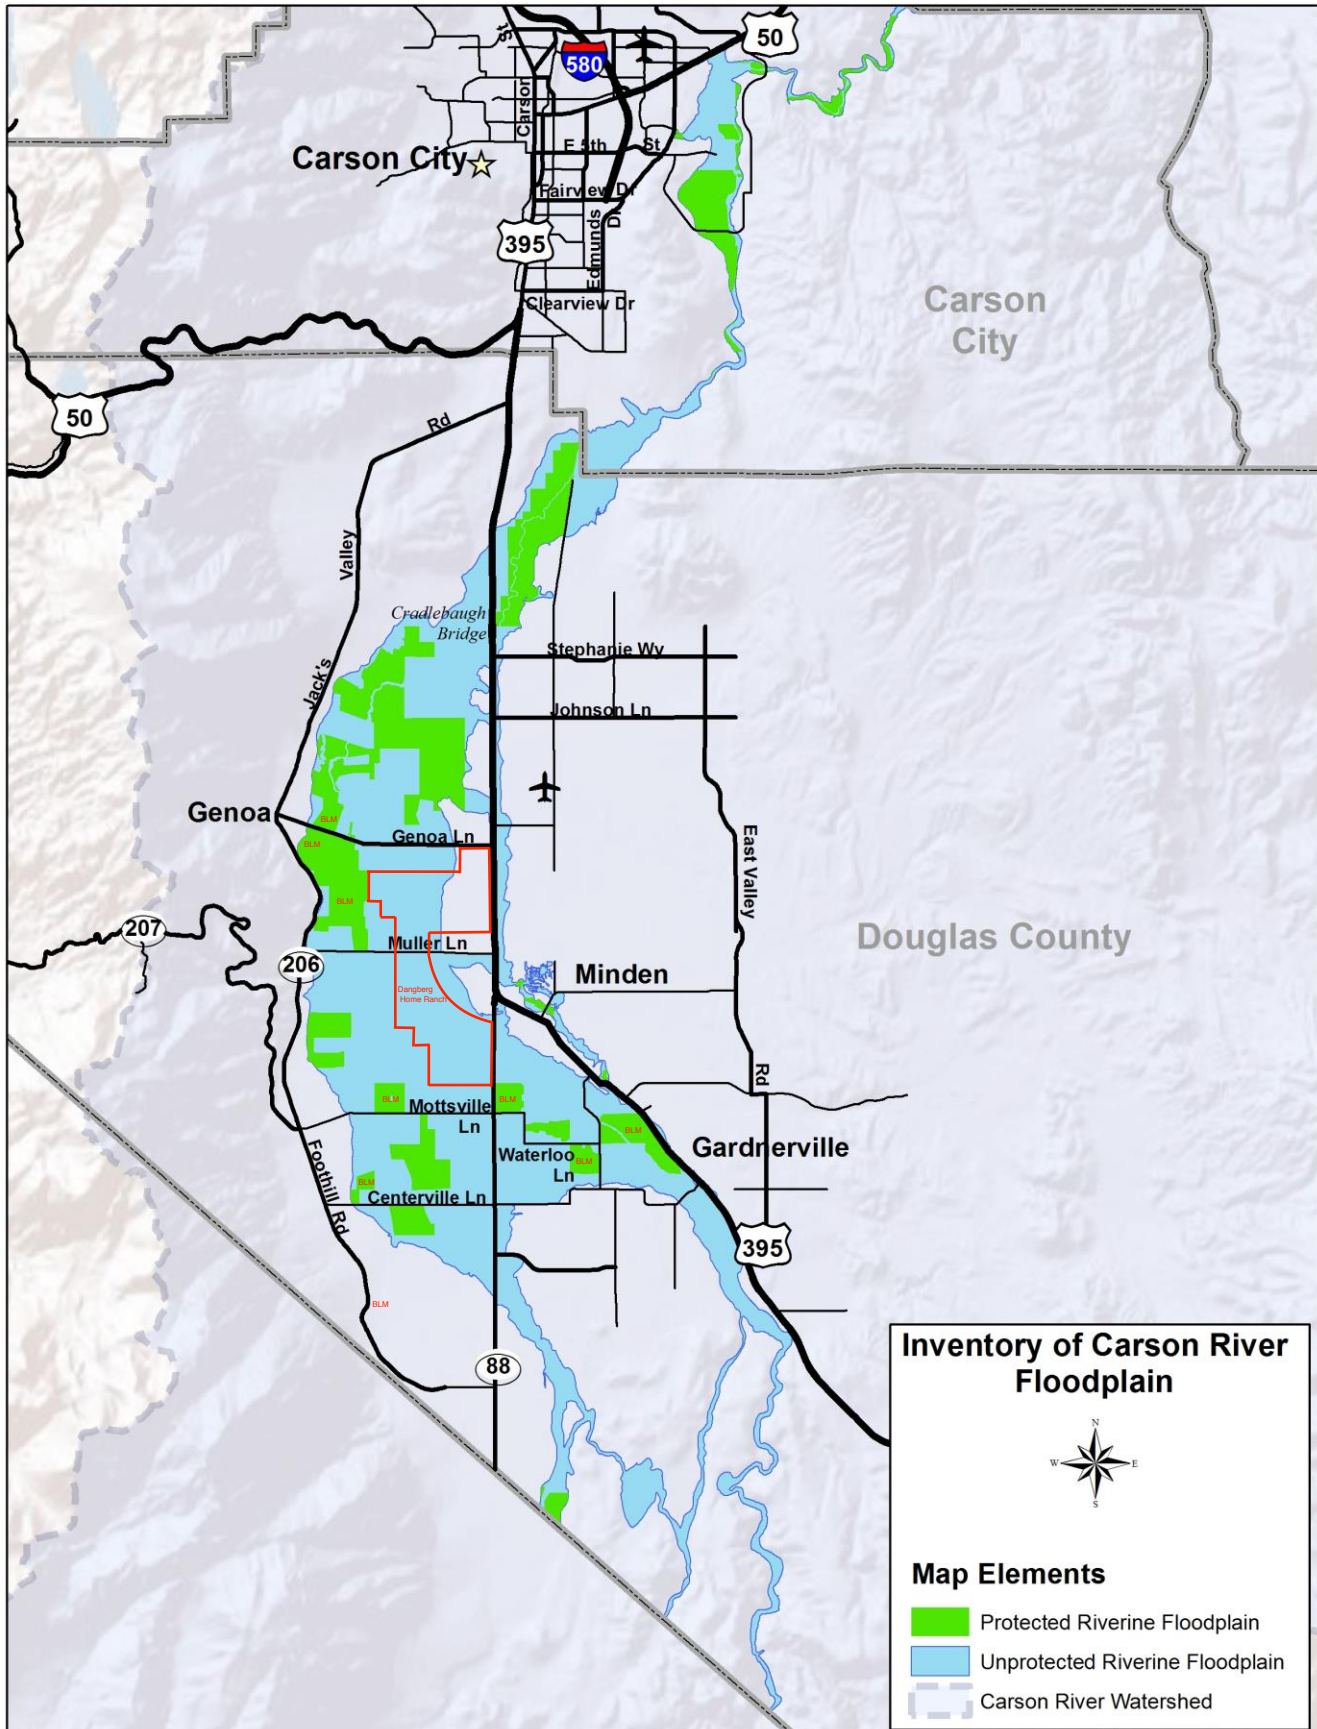 50
580
St
Carson
E 5th
St
Carson City
Fairview Dr
395
Edmunds
Dr
Clearview Dr
Carson
City
50
Rd
Valley
Cradlebaugh
Bridge
Stephanie Wy
Jack's
Johnson Ln
Genoa
BLM
Genoa Ln
BLM
East Valley
BLM
207
Muller Ln
Douglas County
206
Minden
Dangberg
Home Ranch
Rd
BLM
Mottsville
Ln
BLM
BLM
Waterloo
Ln
BLM
Gardnerville
Foothill
Rd
BLM
Centerville Ln
395
BLM
88
Inventory of Carson River
Floodplain
N
W
E
S
Map Elements
Protected Riverine Floodplain
Unprotected Riverine Floodplain
Carson River Watershed